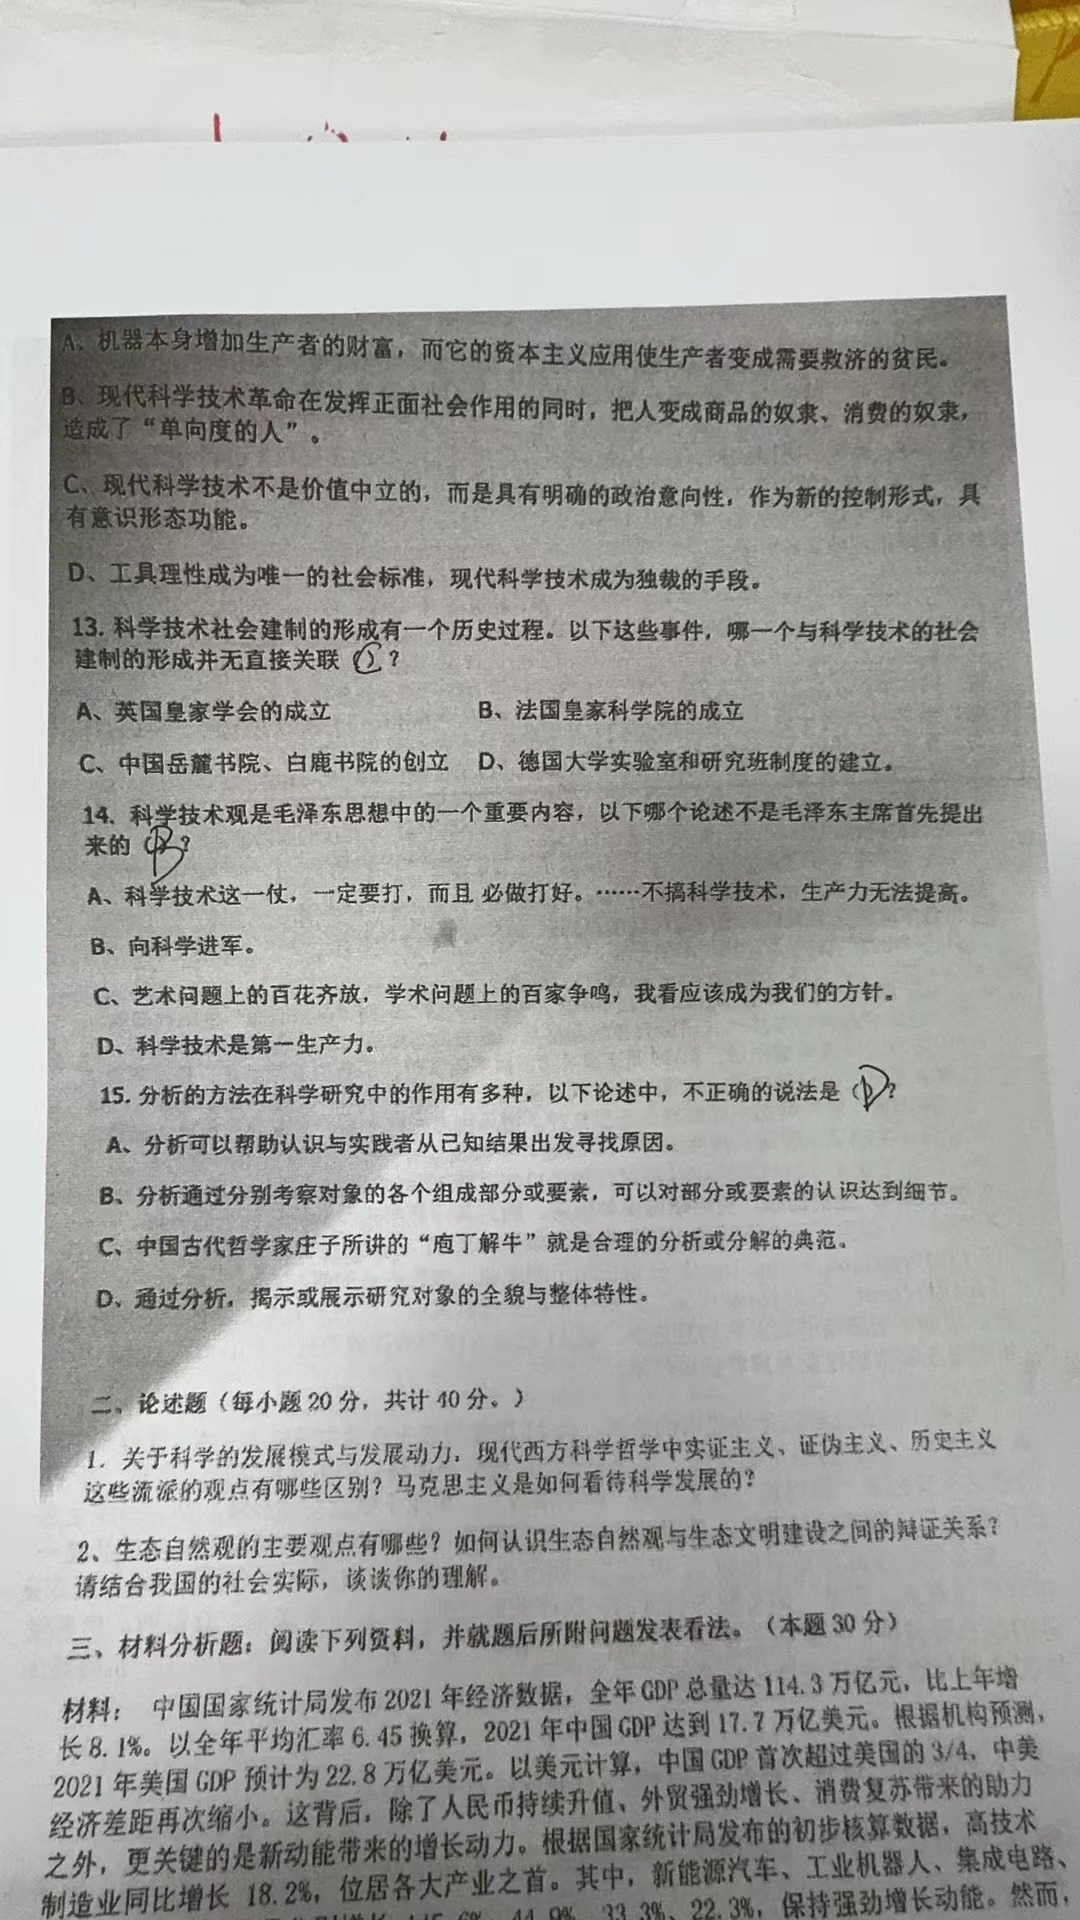 A、机器本身增加生产者的财富，而它的资本主义应用使生产者变成需要救济的贫民。
B、现代科学技术革命在发挥正面社会作用的同时，把人变成商品的奴隶、消费的奴隶，
造成了“单向度的人”。
C、现代科学技术不是价值中立的，而是具有明确的政治意向性，作为新的控制形式，具
有意识形态功能。
D、工具理性成为唯一的社会标准，现代科学技术成为独裁的手段。
13. 科学技术社会建制的形成有一个历史过程。以下这些事件，哪一个与科学技术的社会
建制的形成并无直接关联（C）？
A、英国皇家学会的成立 B、法国皇家科学院的成立
C、中国岳麓书院、白鹿书院的创立 D、德国大学实验室和研究班制度的建立。
14. 科学技术观是毛泽东思想中的一个重要内容，以下哪个论述不是毛泽东主席首先提出
来的（B）？
A、科学技术这一仗，一定要打，而且 必做打好。……不搞科学技术，生产力无法提高。
B、向科学进军。
C、艺术问题上的百花齐放，学术问题上的百家争鸣，我看应该成为我们的方针。
D、科学技术是第一生产力。
15. 分析的方法在科学研究中的作用有多种，以下论述中，不正确的说法是（D）？
A、分析可以帮助认识与实践者从已知结果出发寻找原因。
B、分析通过分别考察对象的各个组成部分或要素，可以对部分或要素的认识达到细节。
C、中国古代哲学家庄子所讲的“庖丁解牛”就是合理的分析或分解的典范。
D、通过分析，揭示或展示研究对象的全貌与整体特性。
二、论述题（每小题20分，共计40分。）
1. 关于科学的发展模式与发展动力，现代西方科学哲学中实证主义、证伪主义、历史主义
这些流派的观点有哪些区别？马克思主义是如何看待科学发展的？
2、生态自然观的主要观点有哪些？如何认识生态自然观与生态文明建设之间的辩证关系？
请结合我国的社会实际，谈谈你的理解。
三、材料分析题：阅读下列资料，并就题后所附问题发表看法。（本题30分）
材料： 中国国家统计局发布2021年经济数据，全年GDP总量达114.3万亿元，比上年增
长8.1%。以全年平均汇率6.45换算，2021年中国GDP达到17.7万亿美元。根据机构预测，
2021年美国GDP预计为22.8万亿美元。以美元计算，中国GDP首次超过美国的3/4，中美
经济差距再次缩小。这背后，除了人民币持续升值、外贸强劲增长、消费复苏带来的助力
之外，更关键的是新动能带来的增长动力。根据国家统计局发布的初步核算数据，高技术
制造业同比增长 18.2%，位居各大产业之首。其中，新能源汽车、工业机器人、集成电路、
44.9%、33.3%、22.3%，保持强劲增长动能。然而，